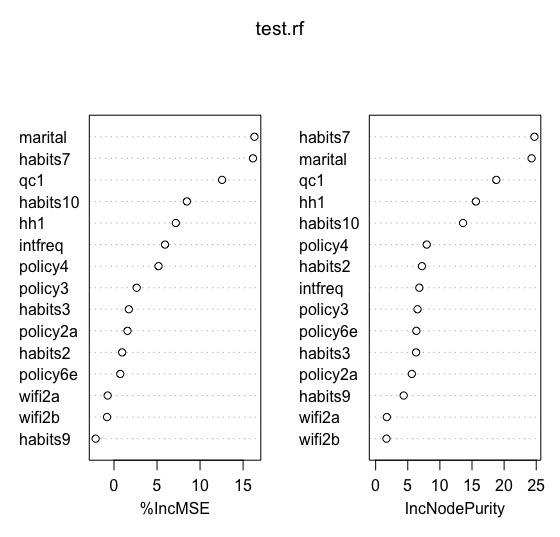 test.rf
marital
habits7
qc1
habits10
hh1
intfreq
policy4
policy3
habits3
policy2a
habits2
policy6e
wifi2a
wifi2b
habits9
0 5 10 15
%IncMSE
habits7
marital
qc1
hh1
habits10
policy4
habits2
intfreq
policy3
policy6e
habits3
policy2a
habits9
wifi2a
wifi2b
0 5 10 15 20 25
IncNodePurity